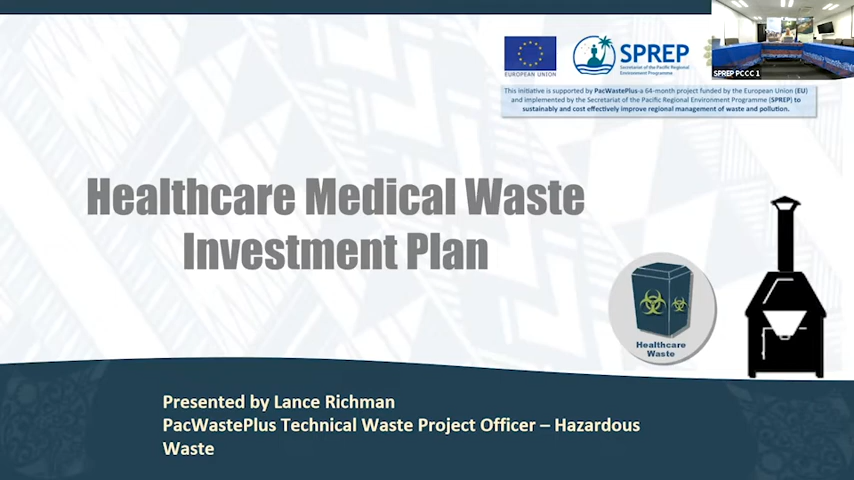 EUROPEAN UNION
SPREP
Secretariat of the Pacific Regional
Environment Programme
SPREP PCCC 1
This initiative is supported by PacWastePlus-a 64-month project funded by the European Union (EU)
and implemented by the Secretariat of the Pacific Regional Environment Programme (SPREP) to
sustainably and cost effectively improve regional management of waste and pollution.
Healthcare Medical Waste
Investment Plan
Healthcare
Waste
Presented by Lance Richman
PacWastePlus Technical Waste Project Officer – Hazardous
Waste